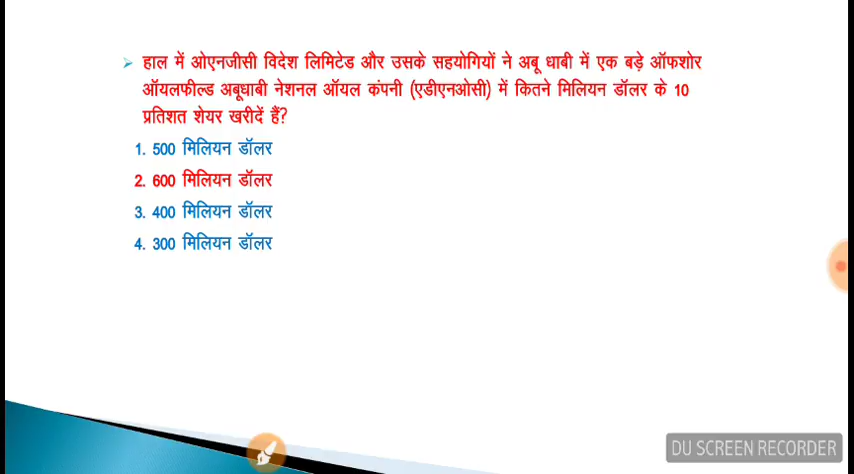 हाल में ओएनजीसी विदेश लिमिटेड और उसके सहयोगियों ने अबू धाबी में एक बड़े ऑफशोर
ऑयलफील्ड अबूधाबी नेशनल ऑयल कंपनी (एडीएनओसी) में कितने मिलियन डॉलर के 10
प्रतिशत शेयर खरीदें हैं?
1. 500 मिलियन डॉलर
2. 600 मिलियन डॉलर
3. 400 मिलियन डॉलर
4. 300 मिलियन डॉलर
DU SCREEN RECORDER